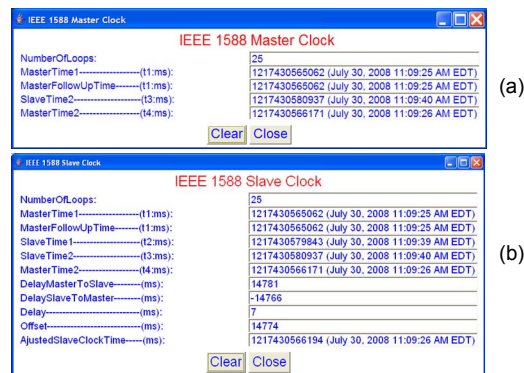 IEEE 1588 Master Clock
IEEE 1588 Master Clock
NumberOfLoops: 25
MasterTime1------------------(t1:ms): 1217430565062 (July 30, 2008 11:09:25 AM EDT)
MasterFollowUpTime-------(t1:ms): 1217430565062 (July 30, 2008 11:09:25 AM EDT)
SlaveTime2--------------------(t3:ms): 1217430580937 (July 30, 2008 11:09:40 AM EDT)
MasterTime2------------------(t4:ms): 1217430566171 (July 30, 2008 11:09:26 AM EDT)
Clear Close
(a)
IEEE 1588 Slave Clock
IEEE 1588 Slave Clock
NumberOfLoops: 25
MasterTime1------------------(t1:ms): 1217430565062 (July 30, 2008 11:09:25 AM EDT)
MasterFollowUpTime-------(t1:ms): 1217430565062 (July 30, 2008 11:09:25 AM EDT)
SlaveTime1--------------------(t2:ms): 1217430579843 (July 30, 2008 11:09:39 AM EDT)
SlaveTime2--------------------(t3:ms): 1217430580937 (July 30, 2008 11:09:40 AM EDT)
MasterTime2------------------(t4:ms): 1217430566171 (July 30, 2008 11:09:26 AM EDT)
DelayMasterToSlave--------(ms): 14781
DelaySlaveToMaster--------(ms): -14766
Delay----------------------------(ms): 7
Offset----------------------------(ms): 14774
AjustedSlaveClockTime-----(ms): 1217430566194 (July 30, 2008 11:09:26 AM EDT)
Clear Close
(b)